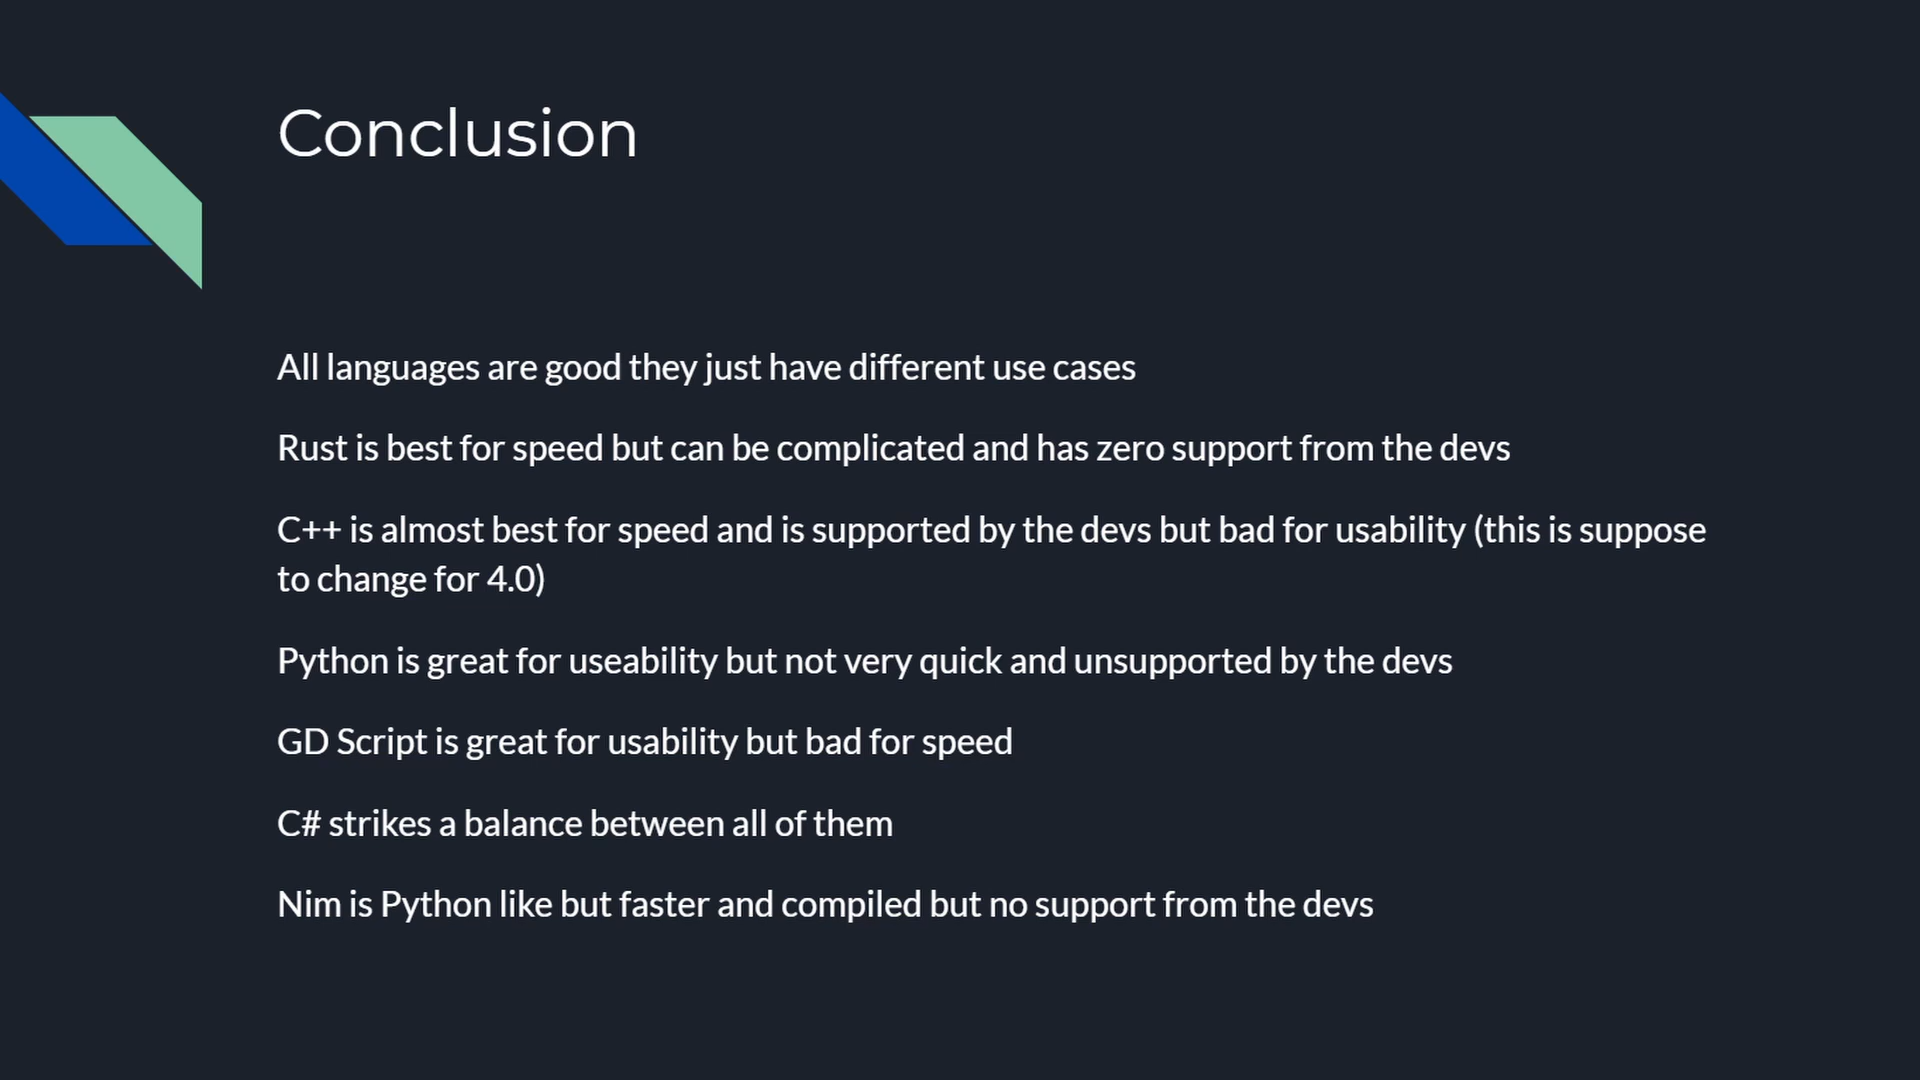 Conclusion
All languages are good they just have different use cases
Rust is best for speed but can be complicated and has zero support from the devs
C++ is almost best for speed and is supported by the devs but bad for usability (this is suppose
to change for 4.0)
Python is great for useability but not very quick and unsupported by the devs
GD Script is great for usability but bad for speed
C# strikes a balance between all of them
Nim is Python like but faster and compiled but no support from the devs